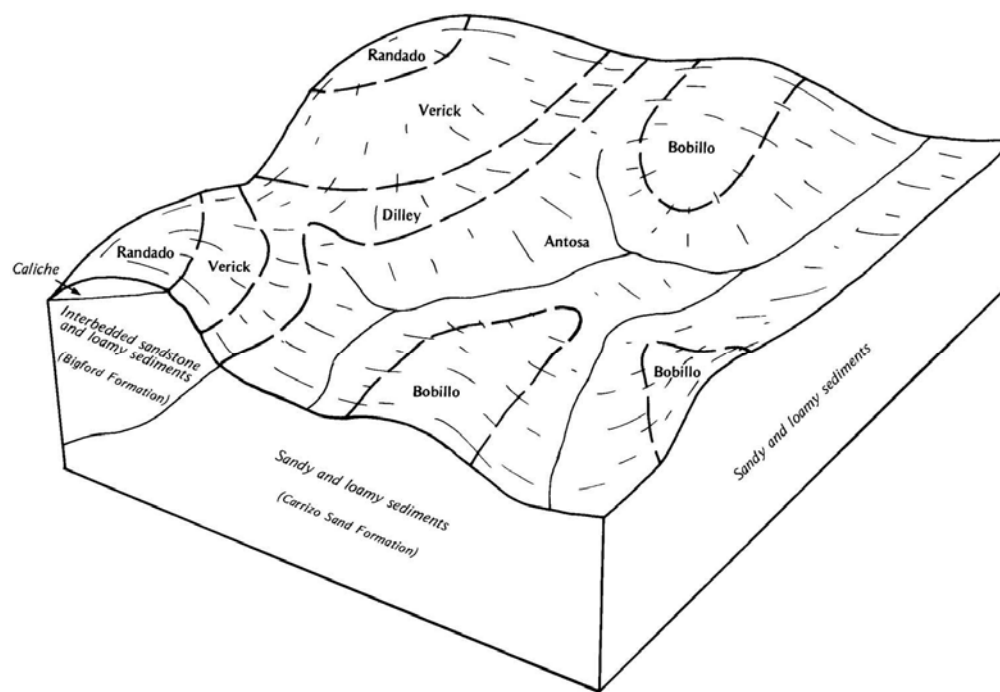 Randado
Verick
Bobillo
Dilley
Antosa
Randado
Verick
Caliche
Interbedded sandstone
and loamy sediments
(Bigford Formation)
Bobillo
Bobillo
Sandy and loamy sediments
(Carrizo Sand Formation)
Sandy and loamy sediments